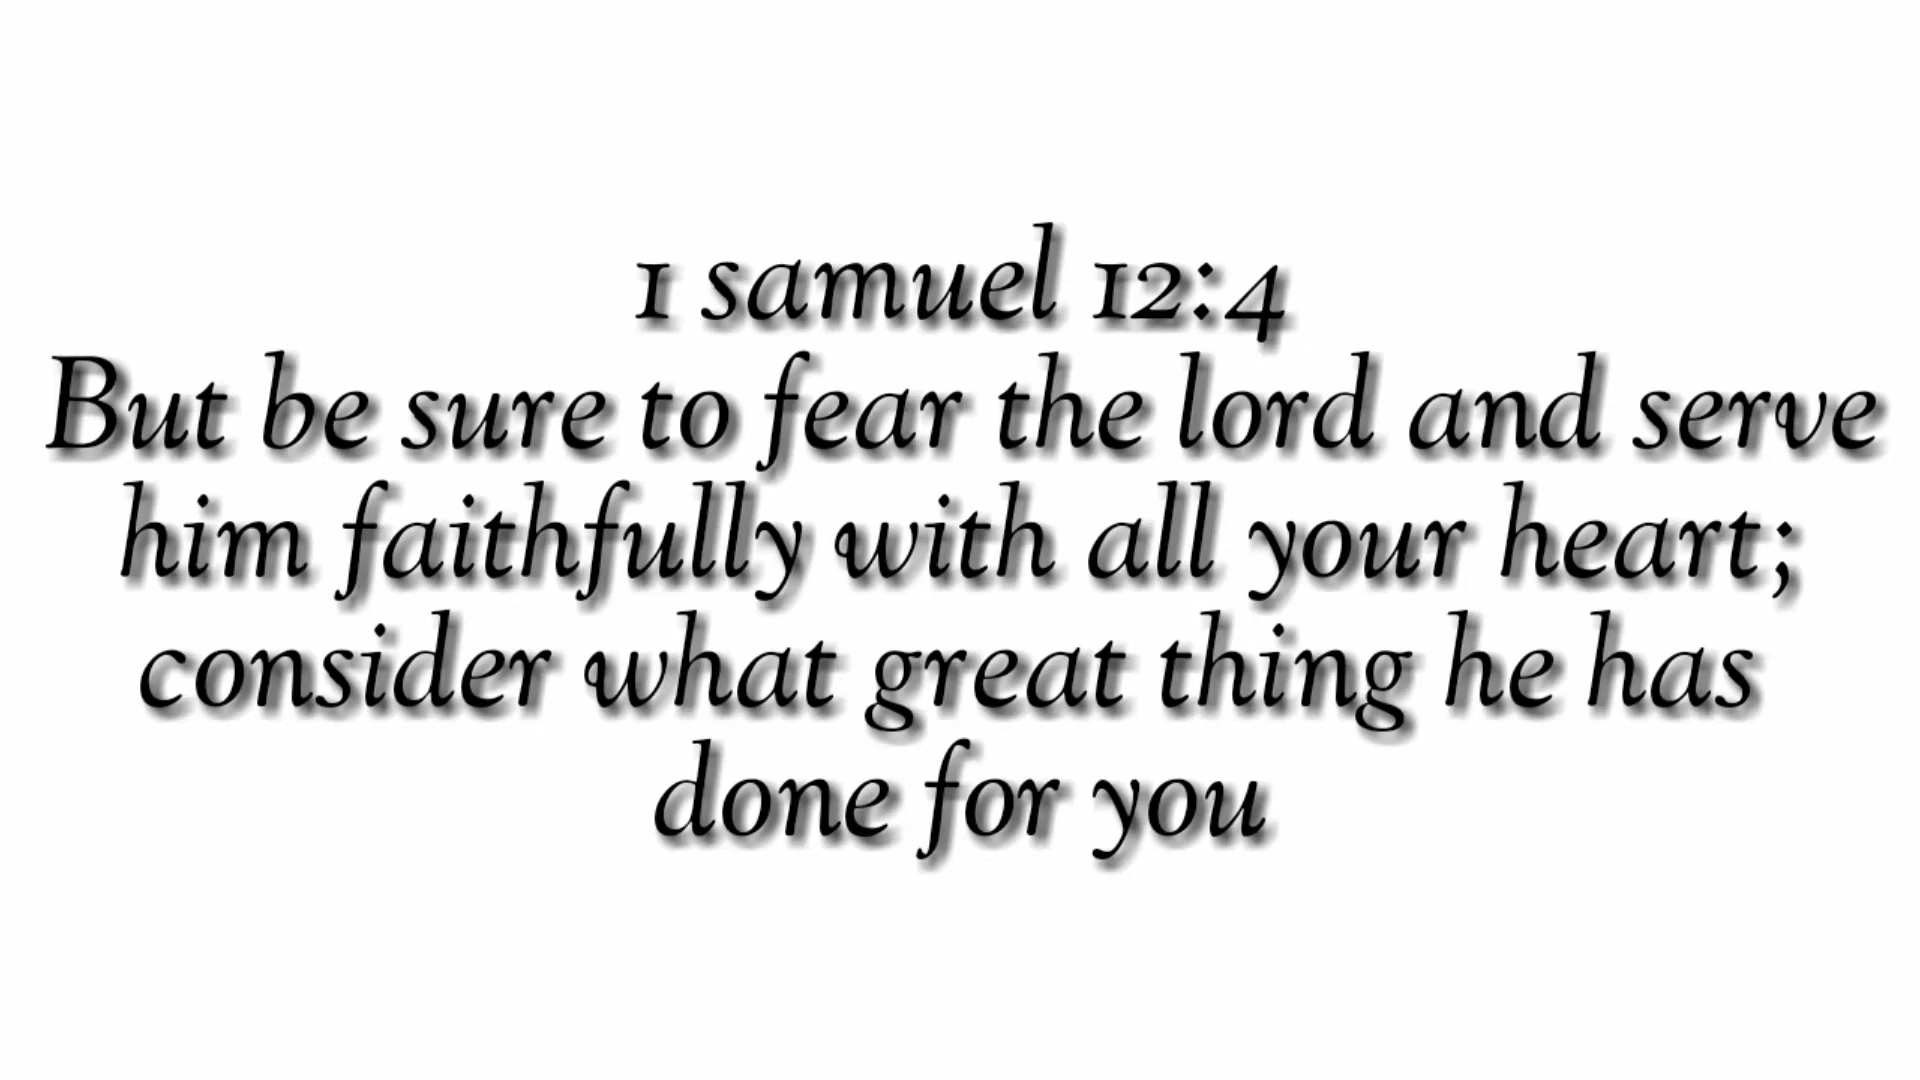 1 samuel 12:4
But be sure to fear the lord and serve
him faithfully with all your heart;
consider what great thing he has
done for you